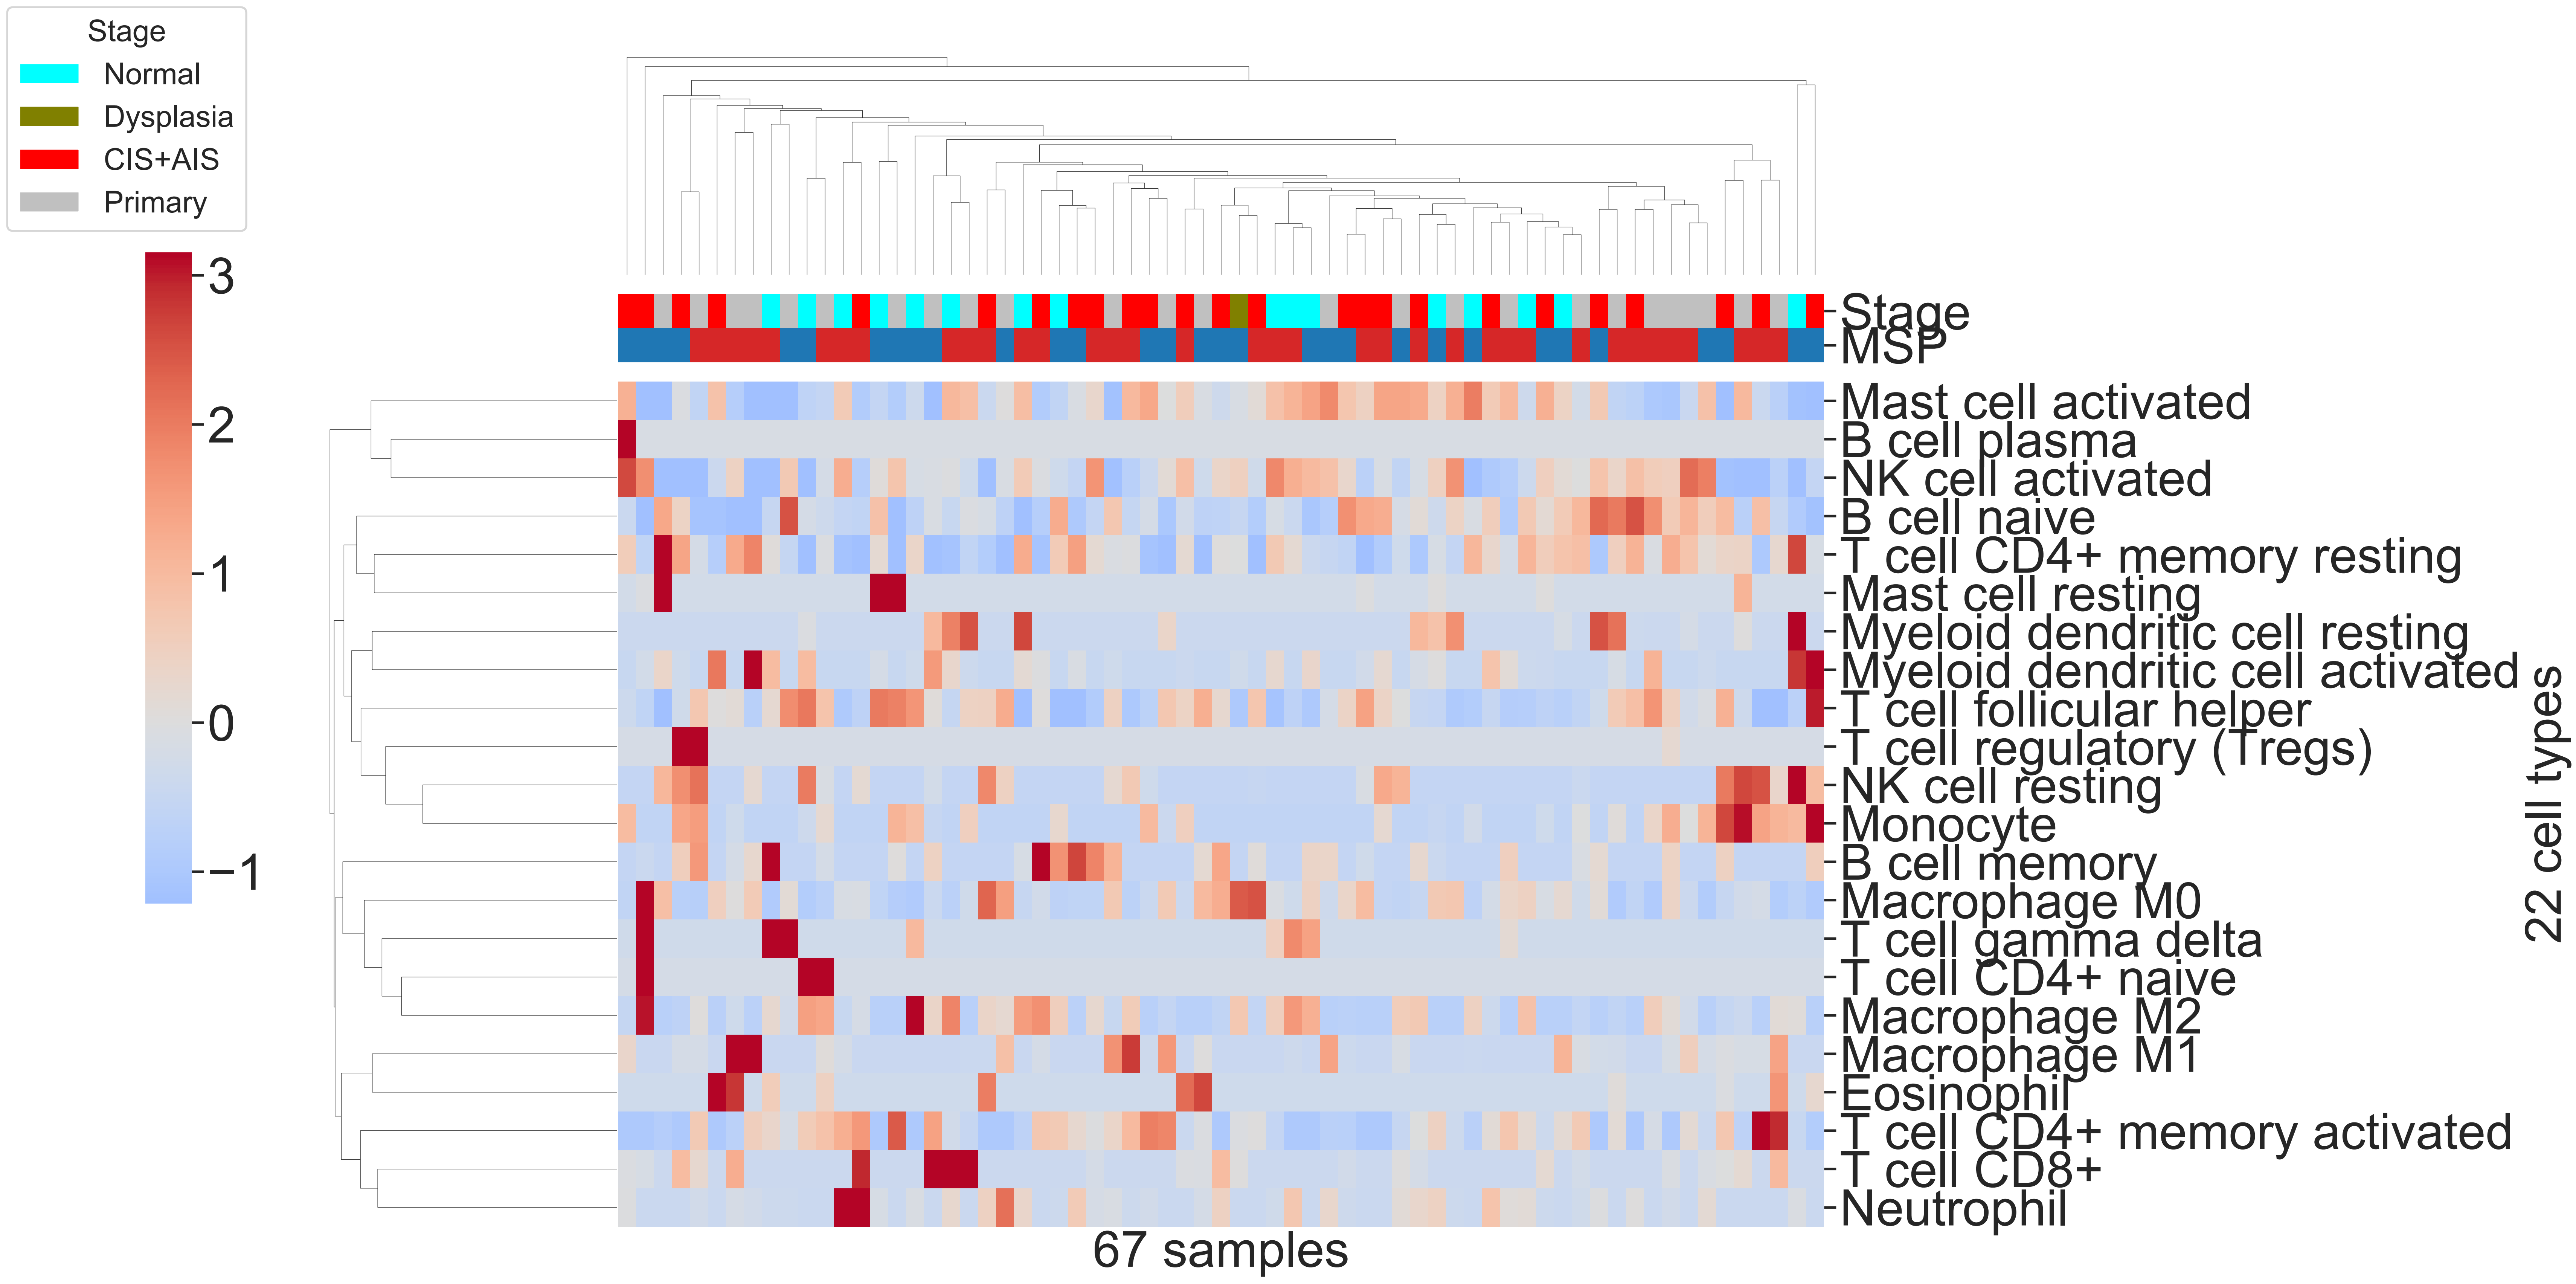 Stage
Normal
Dysplasia
CIS+AIS
Primary
3
2
1
0
−1
Stage
MSP
Mast cell activated
B cell plasma
NK cell activated
B cell naive
T cell CD4+ memory resting
Mast cell resting
Myeloid dendritic cell resting
Myeloid dendritic cell activated
T cell follicular helper
T cell regulatory (Tregs)
NK cell resting
Monocyte
B cell memory
Macrophage M0
T cell gamma delta
T cell CD4+ naive
Macrophage M2
Macrophage M1
Eosinophil
T cell CD4+ memory activated
T cell CD8+
Neutrophil
22 cell types
67 samples